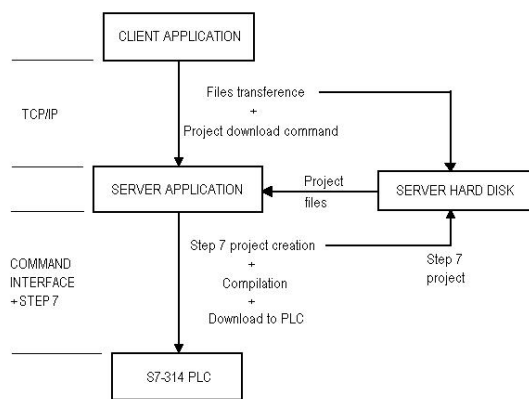 CLIENT APPLICATION
TCP/IP
Files transference
+
Project download command
SERVER APPLICATION
Project
files
SERVER HARD DISK
COMMAND
INTERFACE
+STEP 7
Step 7 project creation
+
Compilation
+
Download to PLC
Step 7
project
S7-314 PLC